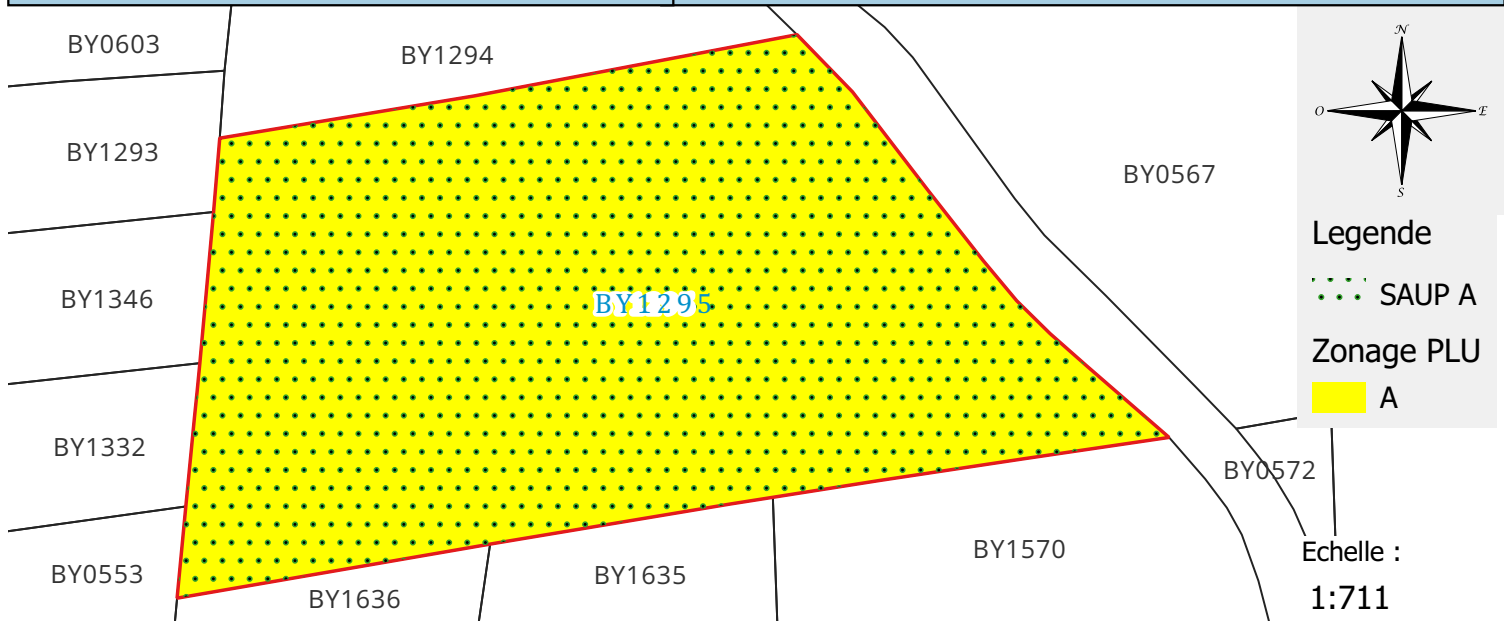 BY0603
BY1294
BY1293
BY0567
BY1346
BY1295
BY1332
BY0572
BY0553
BY1636
BY1635
BY1570
N
O
E
S
Legende
SAUP A
Zonage PLU
A
Echelle :
1:711